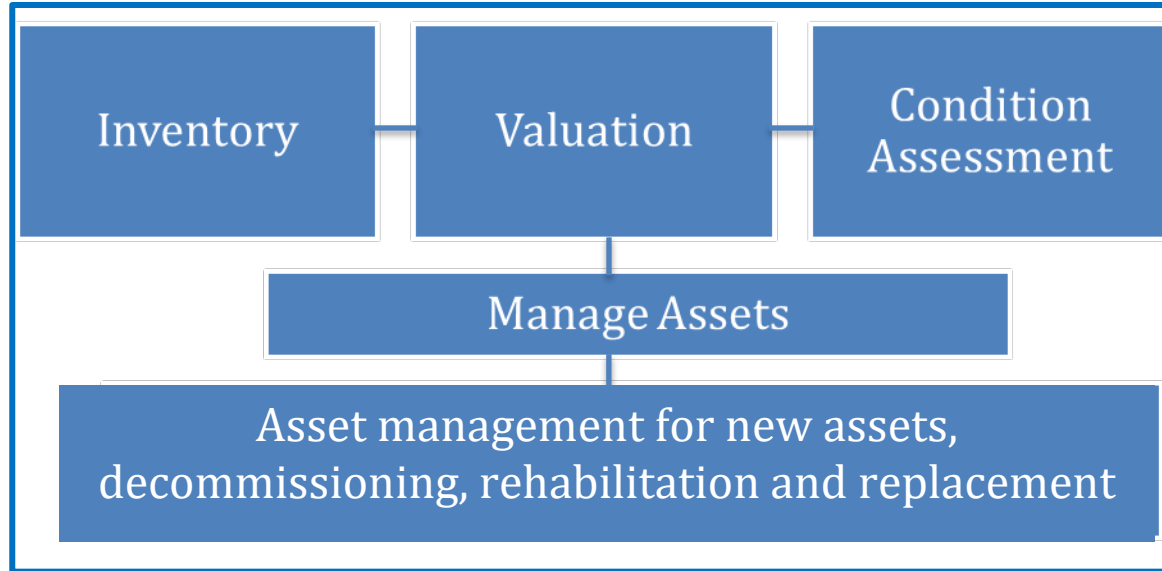 Inventory
Valuation
Condition
Assessment
Manage Assets
Asset management for new assets,
decommissioning, rehabilitation and replacement